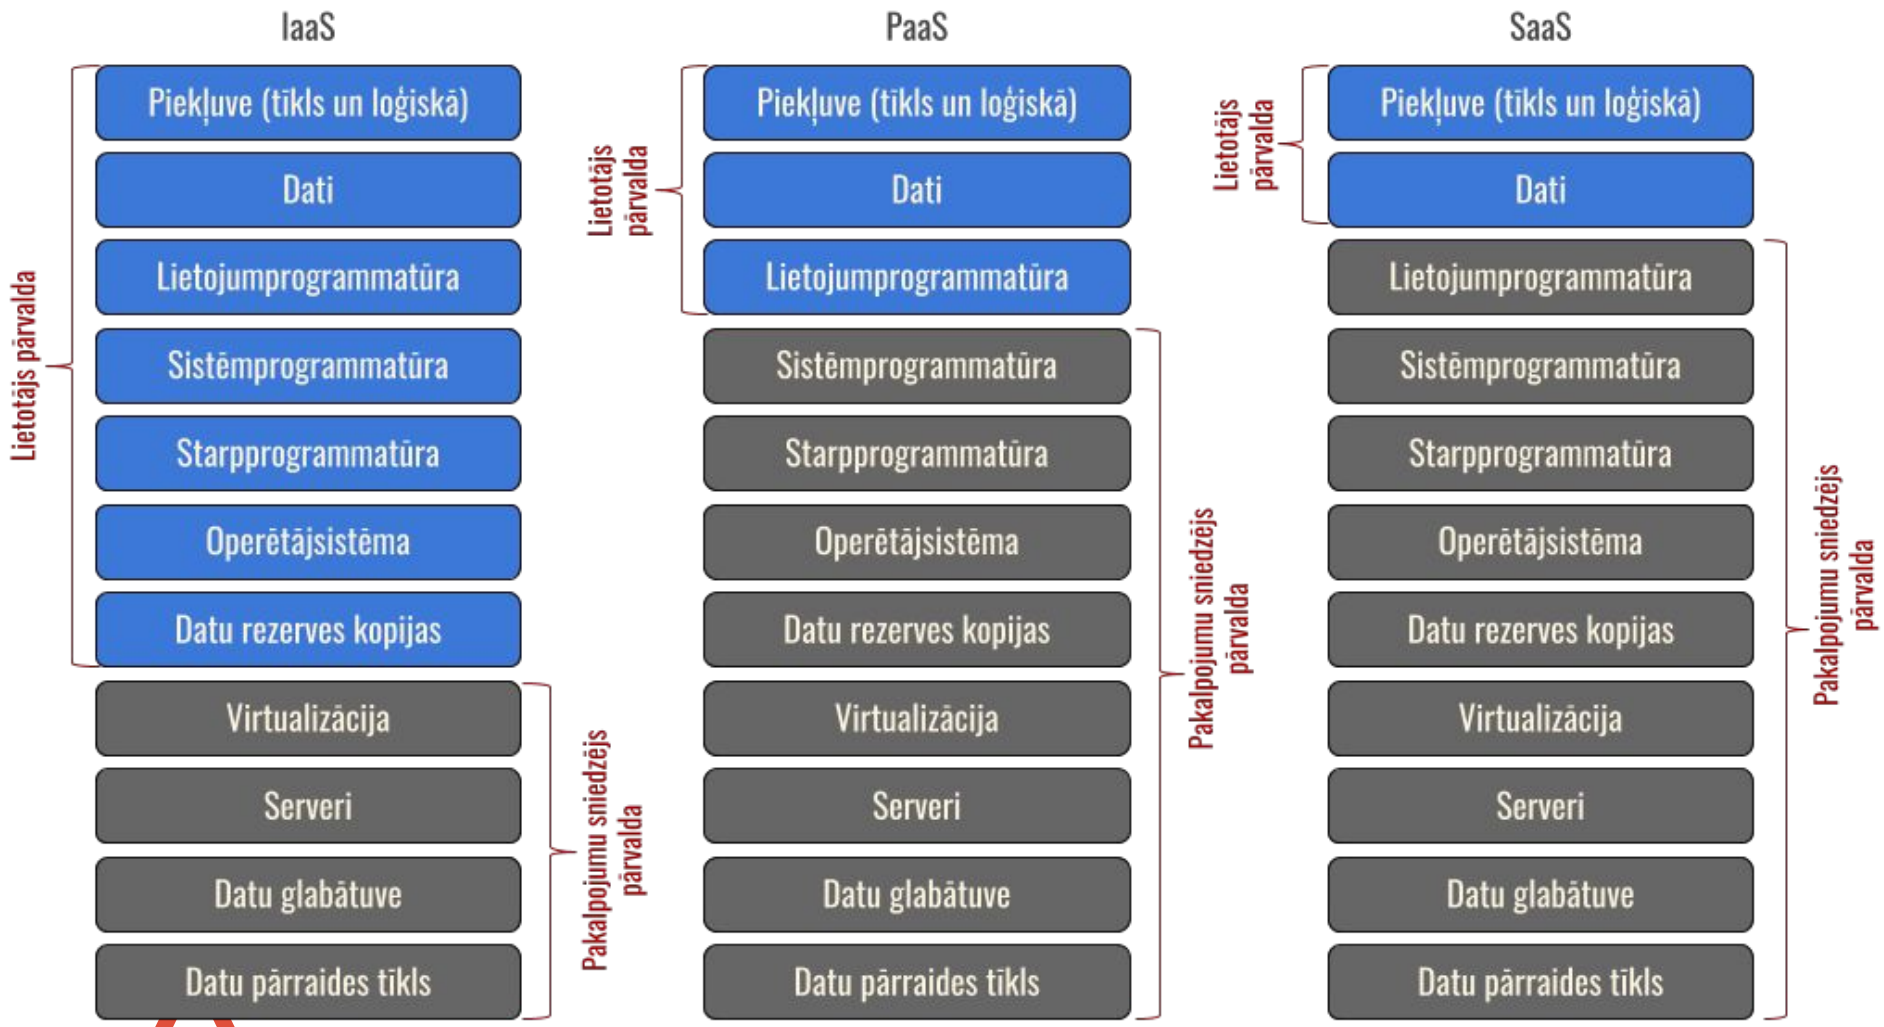 IaaS
Lietotājs pārvalda
Piekļuve (tīkls un loģiskā)
Dati
Lietojumprogrammatūra
Sistēmprogrammatūra
Starpprogrammatūra
Operētājsistēma
Datu rezerves kopijas
Virtualizācija
Serveri
Datu glabātuve
Datu pārraides tīkls
Pakalpojumu sniedzējs
pārvalda
PaaS
Lietotājs
pārvalda
Piekļuve (tīkls un loģiskā)
Dati
Lietojumprogrammatūra
Sistēmprogrammatūra
Starpprogrammatūra
Operētājsistēma
Datu rezerves kopijas
Virtualizācija
Serveri
Datu glabātuve
Datu pārraides tīkls
Pakalpojumu sniedzējs
pārvalda
SaaS
Lietotājs
pārvalda
Piekļuve (tīkls un loģiskā)
Dati
Lietojumprogrammatūra
Sistēmprogrammatūra
Starpprogrammatūra
Operētājsistēma
Datu rezerves kopijas
Virtualizācija
Serveri
Datu glabātuve
Datu pārraides tīkls
Pakalpojumu sniedzējs
pārvalda